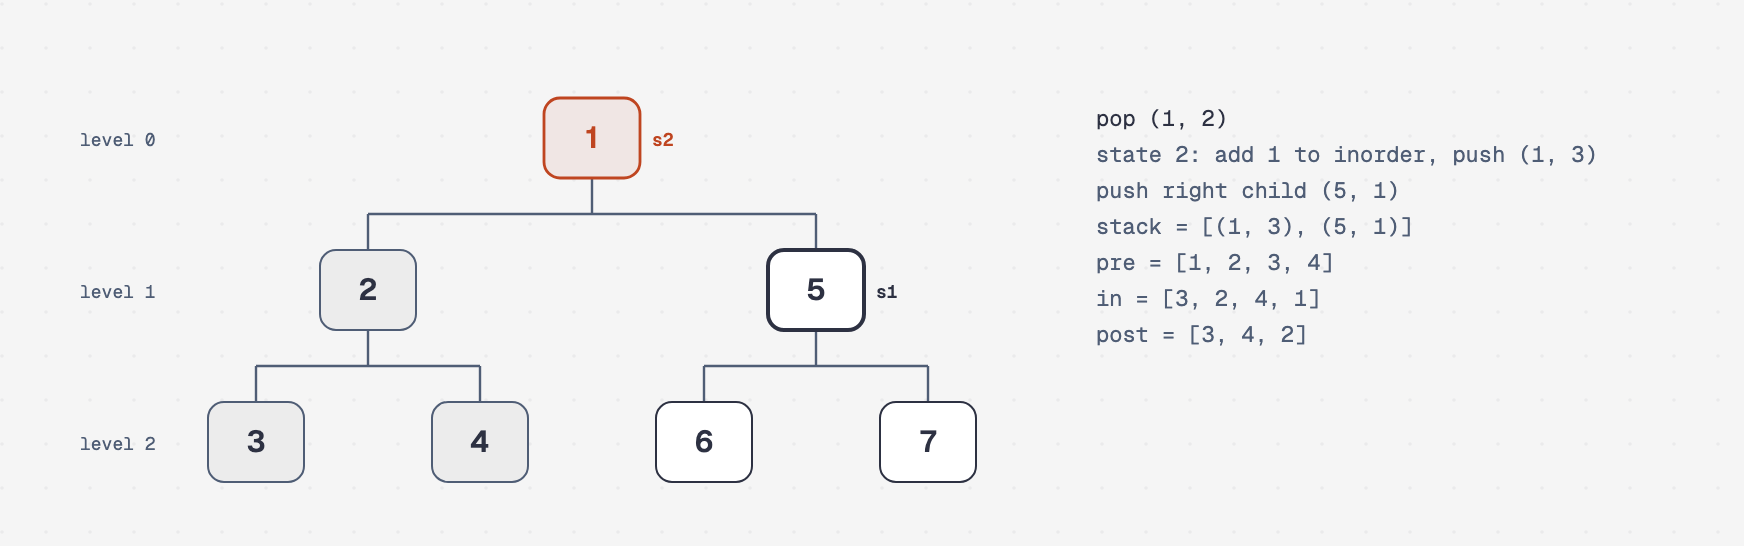 level 0
1
s2
level 1
2
5
s1
level 2
3
4
6
7
pop (1, 2)
state 2: add 1 to inorder, push (1, 3)
push right child (5, 1)
stack = [(1, 3), (5, 1)]
pre = [1, 2, 3, 4]
in = [3, 2, 4, 1]
post = [3, 4, 2]